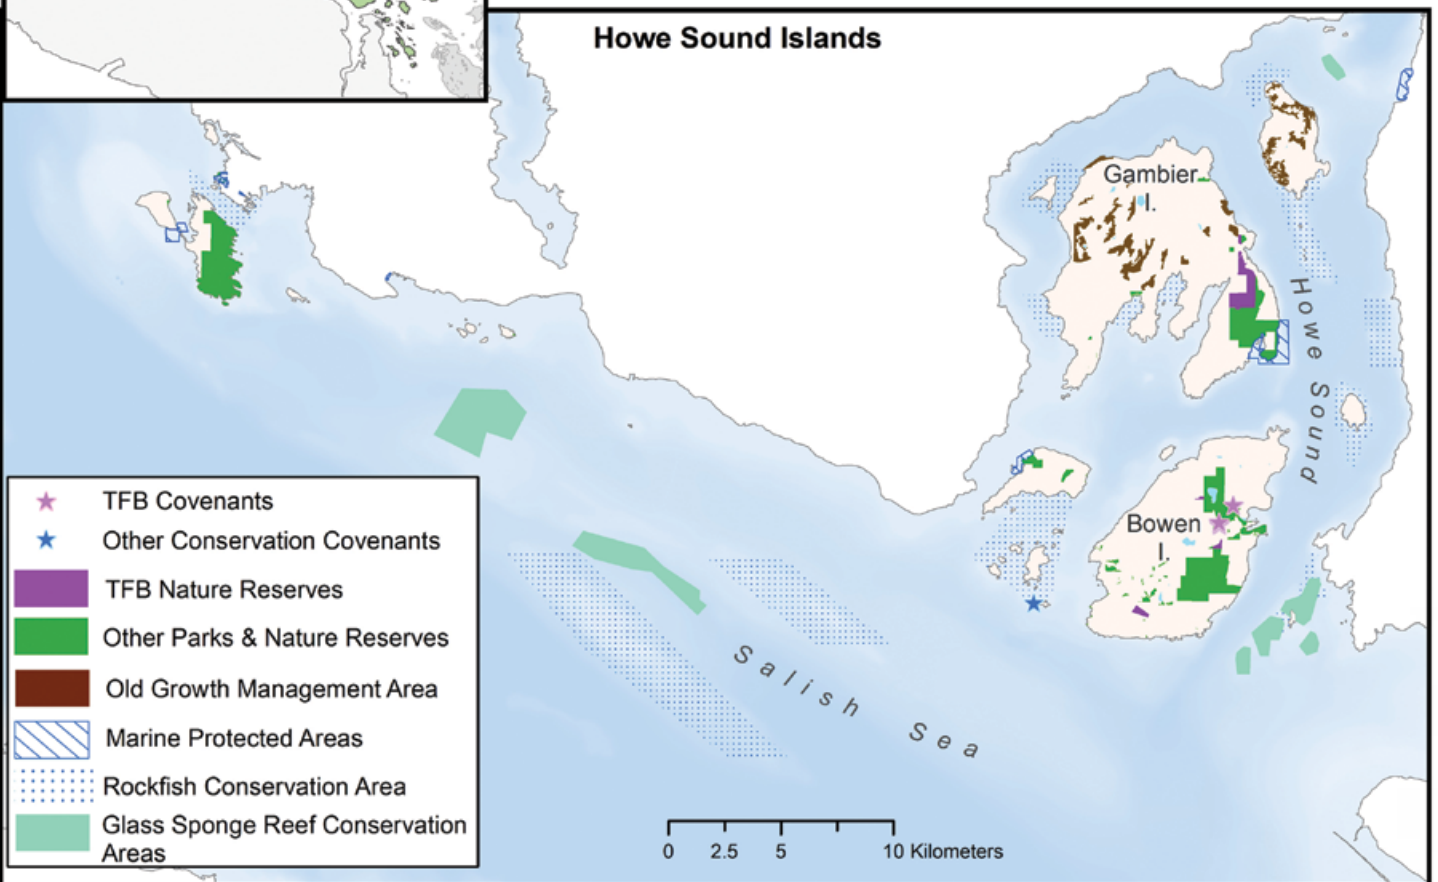 Howe Sound Islands
Gambier
I.
Howe Sound
Bowen
I.
Salish Sea
TFB Covenants
Other Conservation Covenants
TFB Nature Reserves
Other Parks & Nature Reserves
Old Growth Management Area
Marine Protected Areas
Rockfish Conservation Area
Glass Sponge Reef Conservation
Areas
0 2.5 5 10 Kilometers